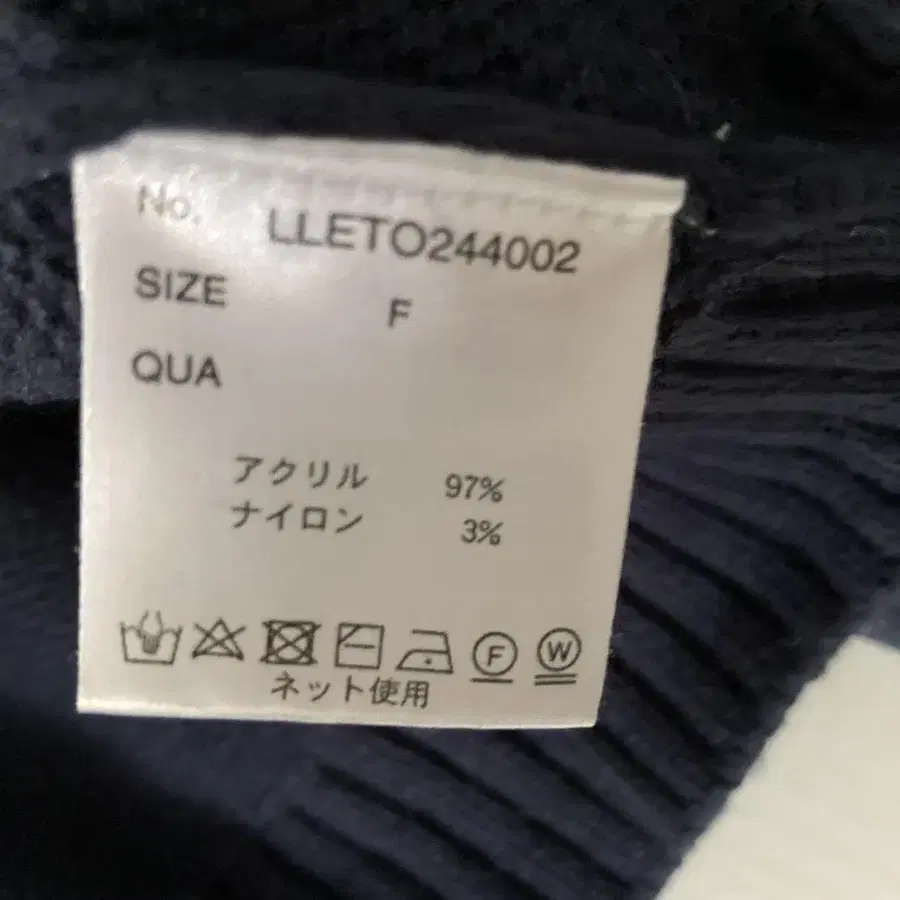 No. LLETO244002
SIZE F
QUA
アクリル 97%
ナイロン 3%
F W
ネット使用